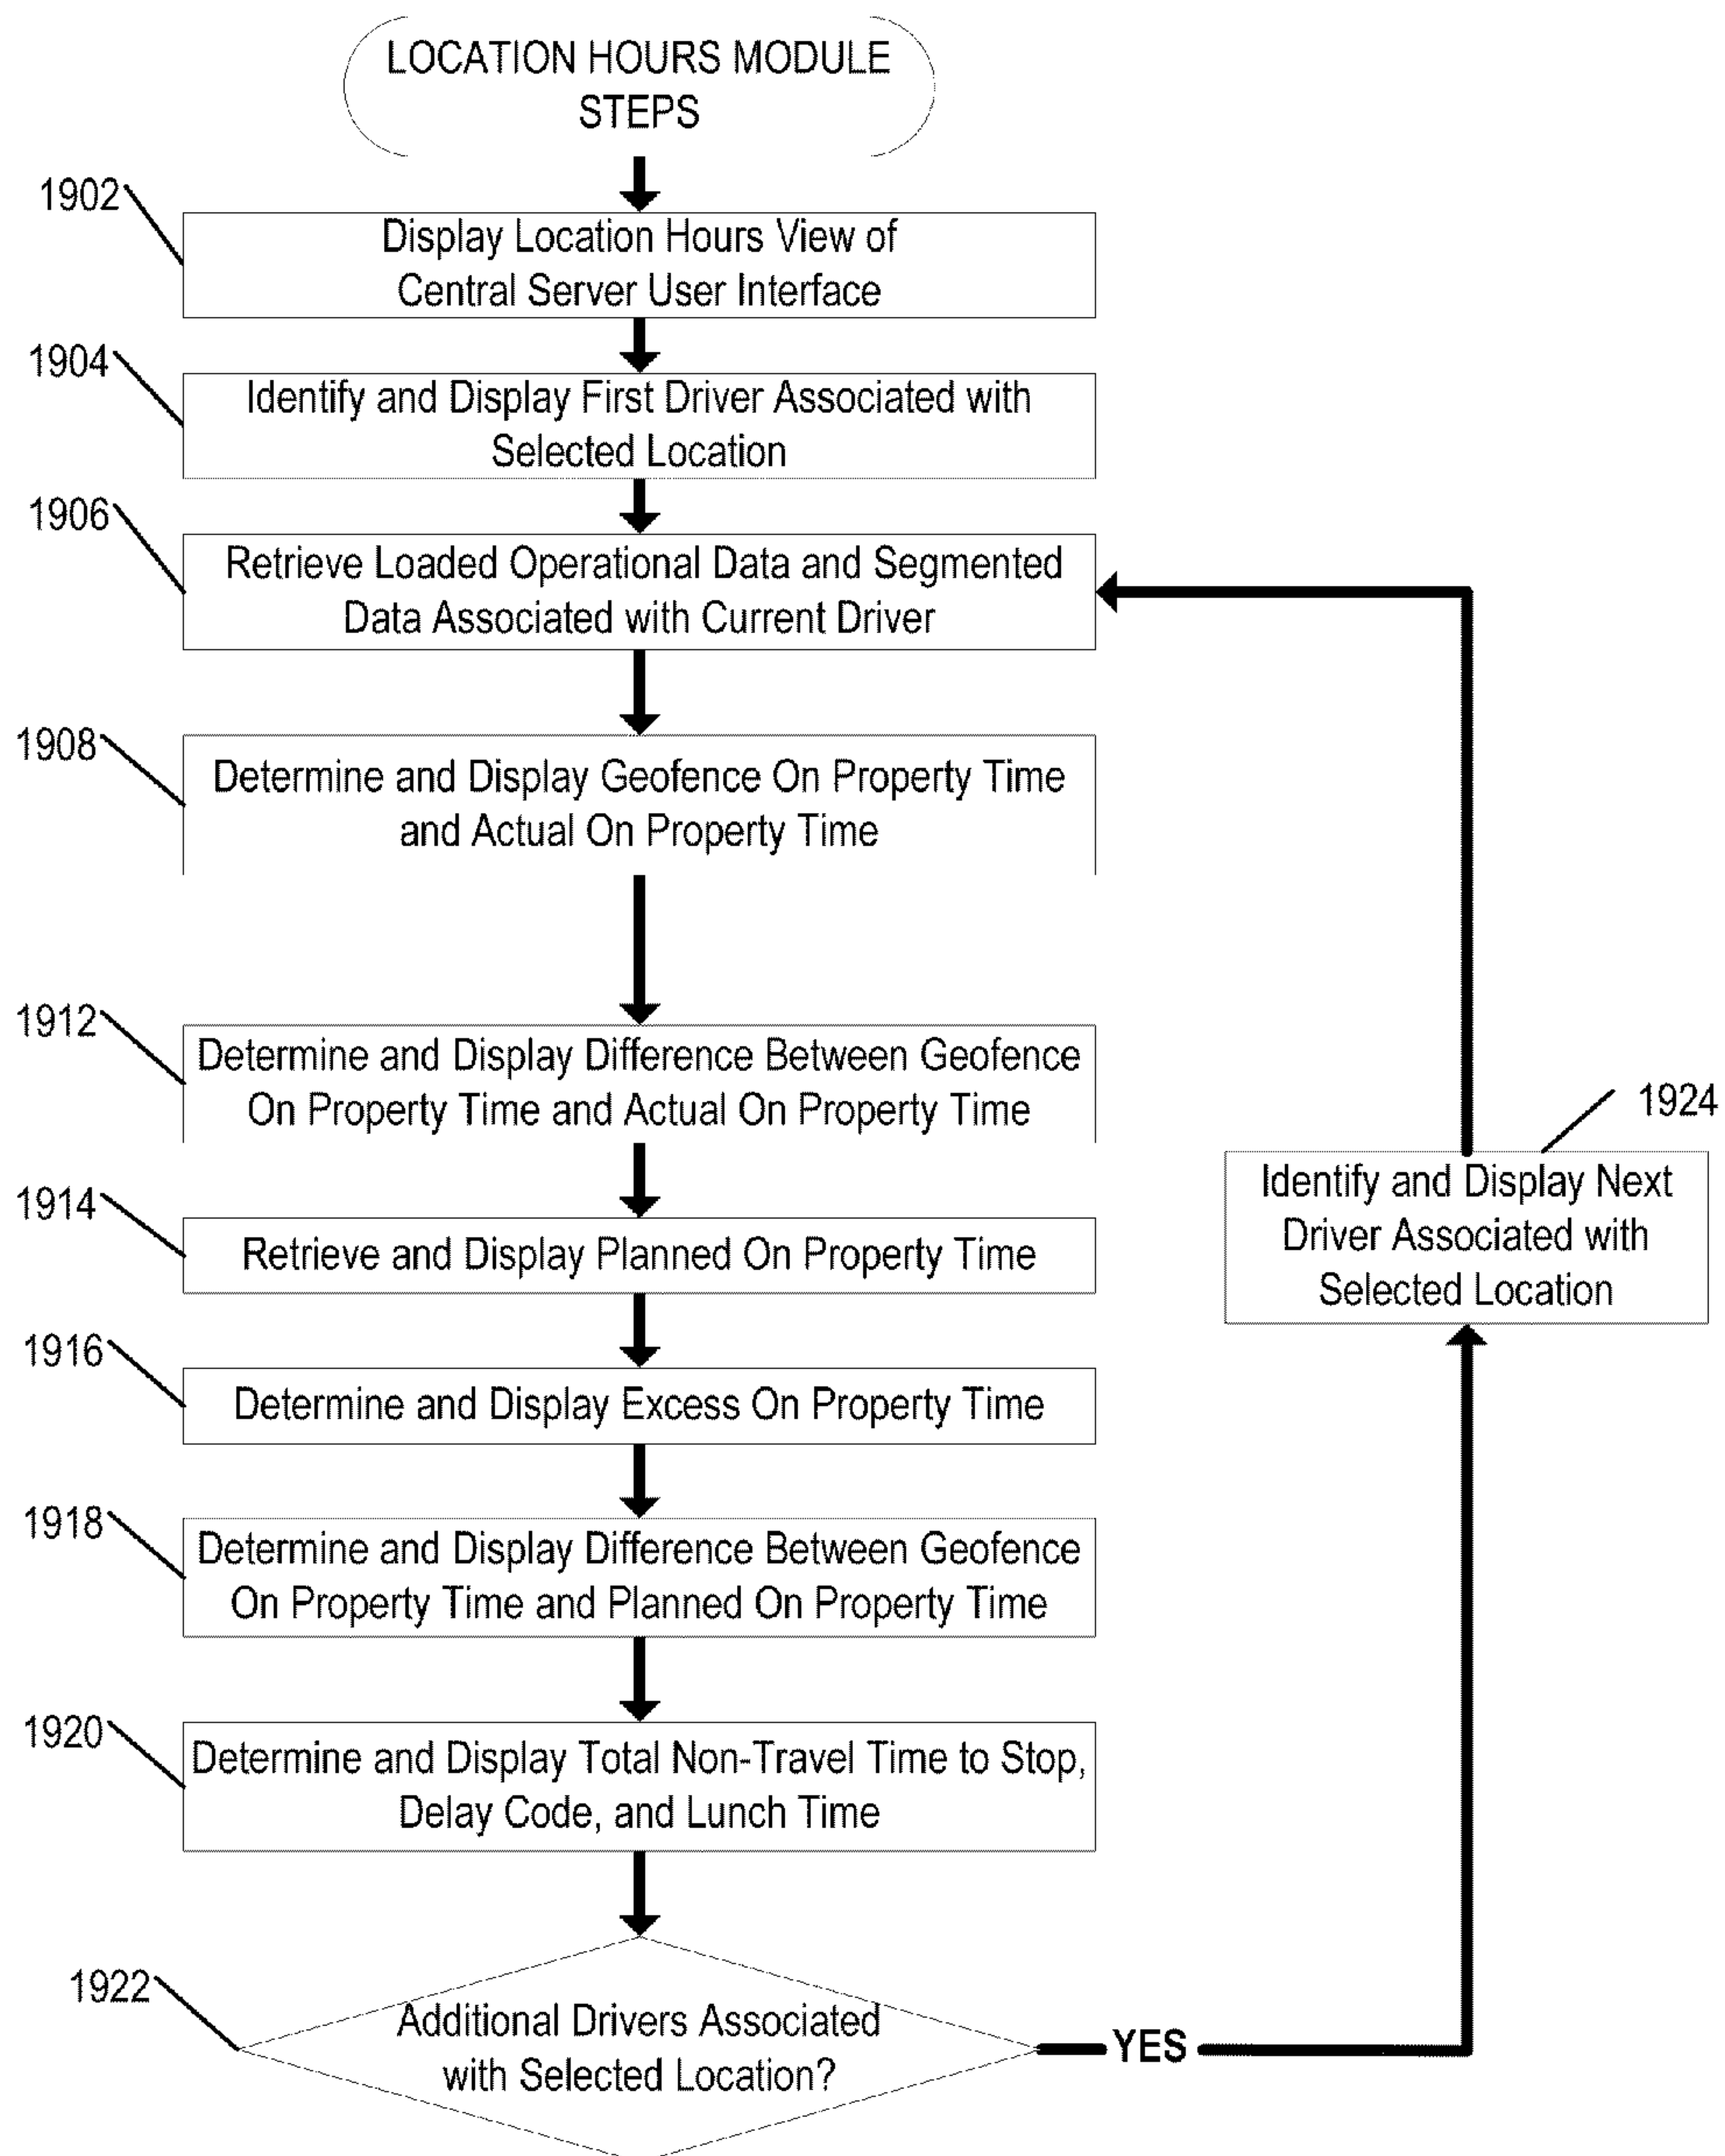 LOCATION HOURS MODULE
STEPS
1902
Display Location Hours View of
Central Server User Interface
1904
Identify and Display First Driver Associated with
Selected Location
1906
Retrieve Loaded Operational Data and Segmented
Data Associated with Current Driver
1908
Determine and Display Geofence On Property Time
and Actual On Property Time
1912
Determine and Display Difference Between Geofence
On Property Time and Actual On Property Time
1914
Retrieve and Display Planned On Property Time
1916
Determine and Display Excess On Property Time
1918
Determine and Display Difference Between Geofence
On Property Time and Planned On Property Time
1920
Determine and Display Total Non-Travel Time to Stop,
Delay Code, and Lunch Time
1922
Additional Drivers Associated
with Selected Location?
YES
1924
Identify and Display Next
Driver Associated with
Selected Location